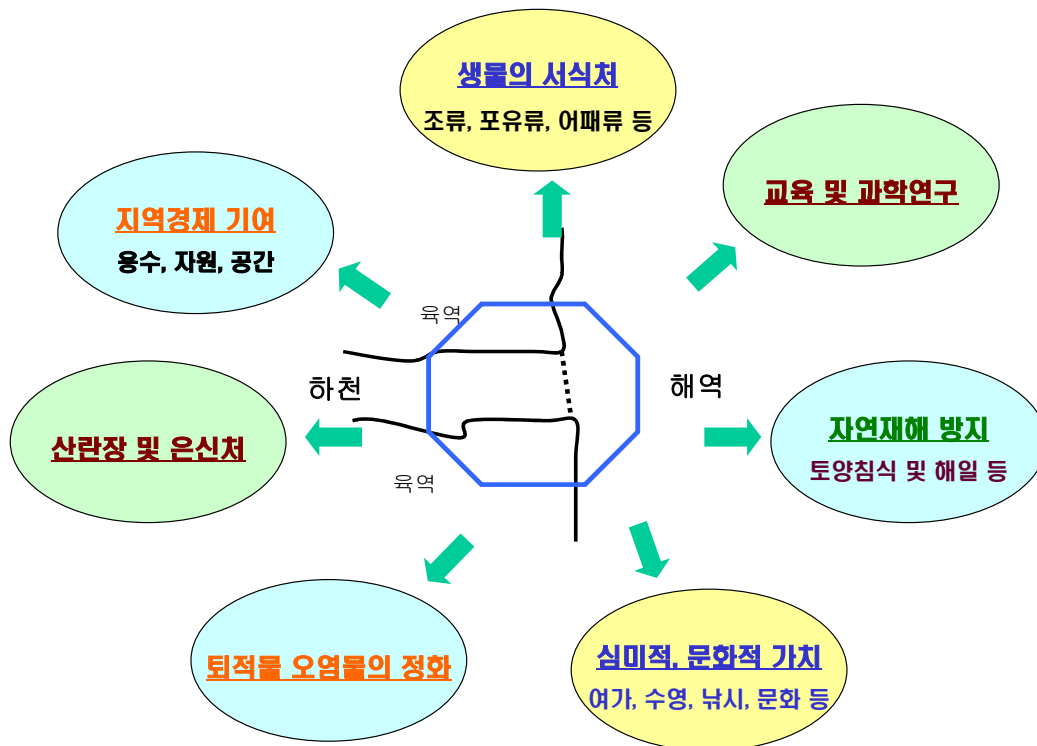 생물의 서식처
조류, 포유류, 어패류 등
교육 및 과학연구
지역경제 기여
용수, 자원, 공간
육역
하천
해역
산란장 및 은신처
자연재해 방지
토양침식 및 해일 등
육역
퇴적물 오염물의 정화
심미적, 문화적 가치
여가, 수영, 낚시, 문화 등